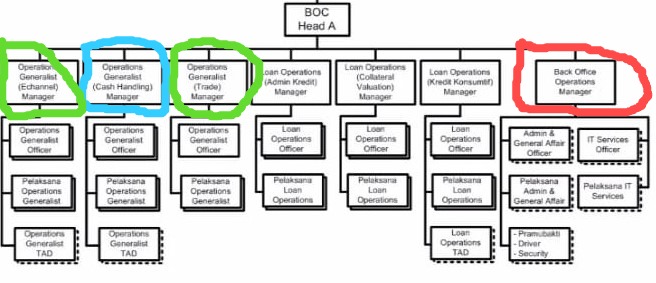 BOC
Head A
Operations
Generalist
(Echannel)
Manager
Operations
Generalist
(Cash Handling)
Manager
Operations
Generalist
(Trade)
Manager
Loan Operations
(Admin Kredit)
Manager
Loan Operations
(Collateral
Valuation)
Manager
Loan Operations
(Kredit Konsumtif)
Manager
Back Office
Operations
Manager
Operations
Generalist
Officer
Operations
Generalist
Officer
Operations
Generalist
Officer
Loan
Operations
Officer
Loan
Operations
Officer
Loan
Operations
Officer
Admin &
General Affair
Officer
IT Services
Officer
Pelaksana
Operations
Generalist
Pelaksana
Operations
Generalist
Pelaksana
Operations
Generalist
Pelaksana
Loan
Operations
Pelaksana
Loan
Operations
Pelaksana
Loan
Operations
Pelaksana
Admin &
General Affair
Pelaksana IT
Services
Operations
Generalist
TAD
Operations
Generalist
TAD
Loan
Operations
TAD
- Pramubakti
- Driver
- Security